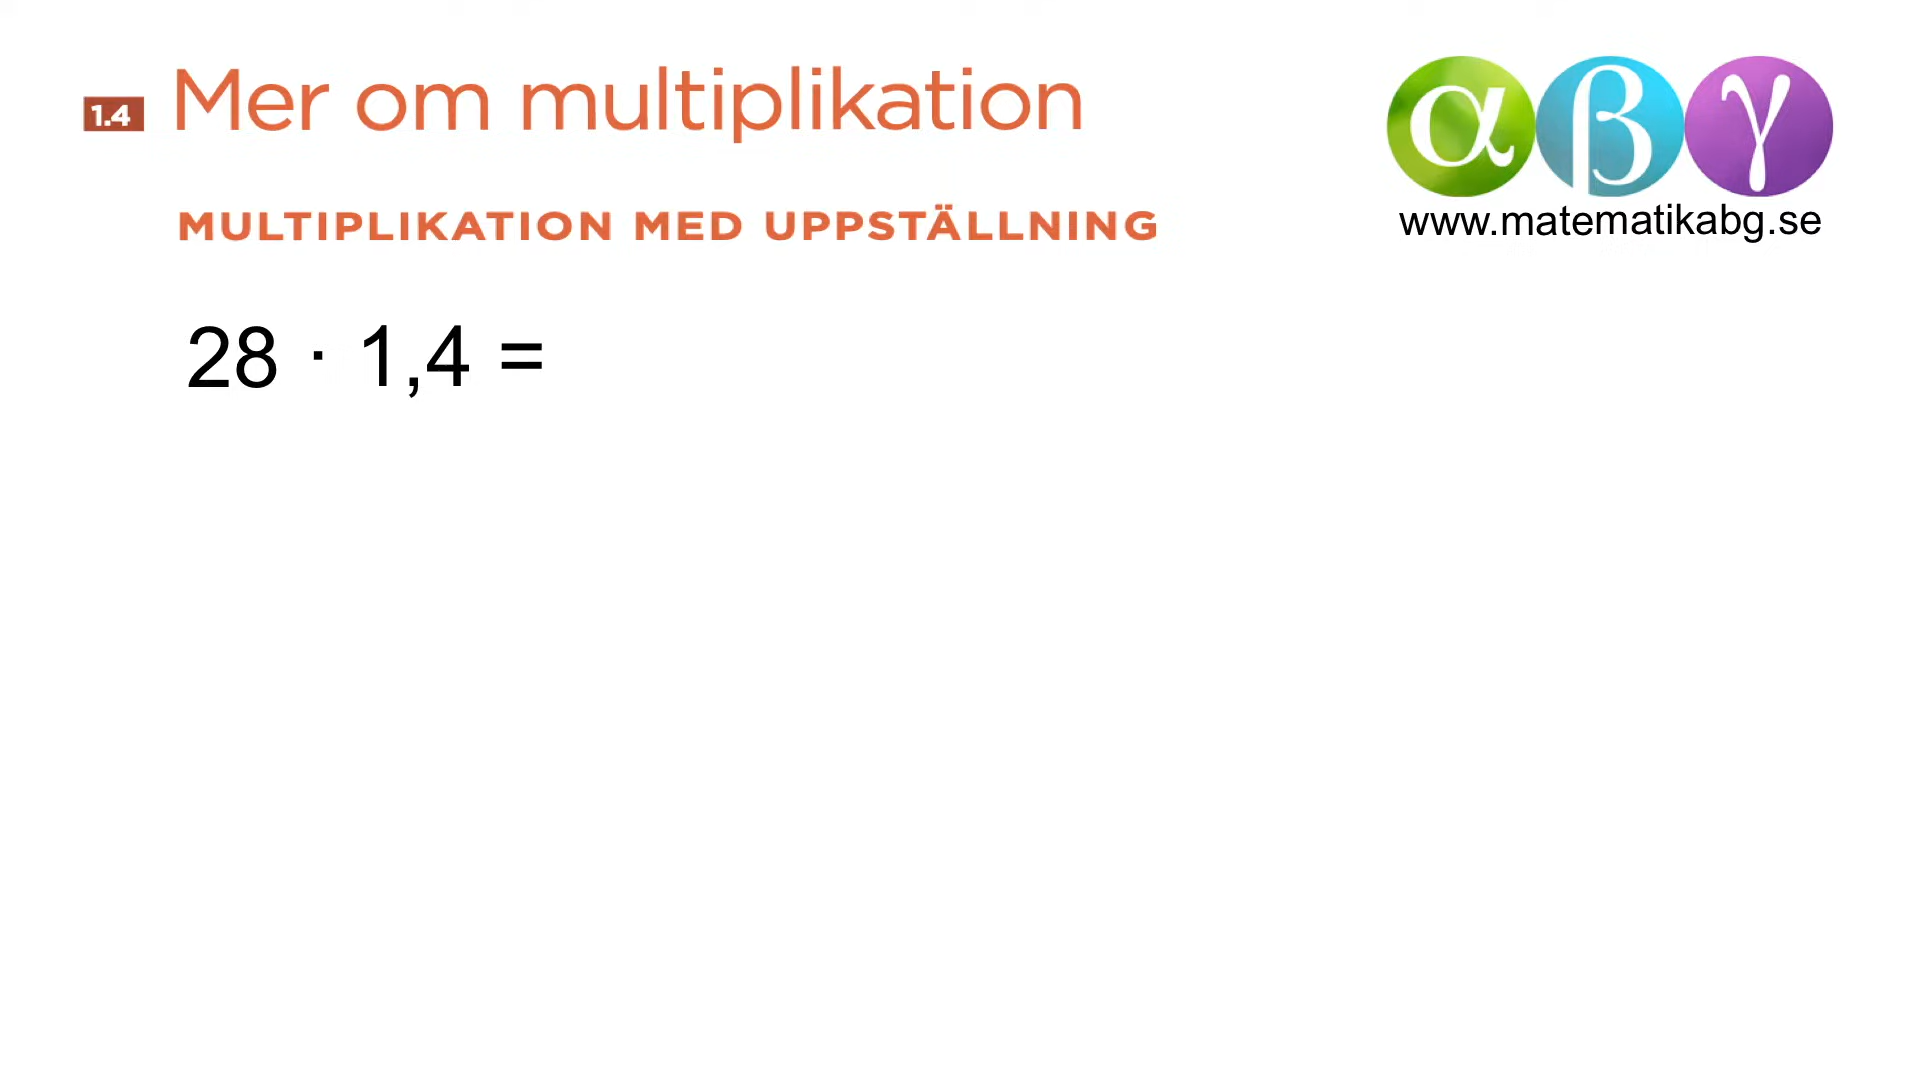 1.4 Mer om multiplikation
αβγ
www.matematikabg.se
MULTIPLIKATION MED UPPSTÄLLNING
28 · 1,4 =